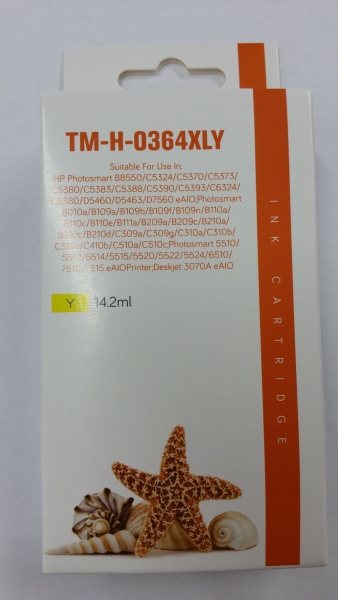 TM-H-0364XLY
Suitable For Use In:
HP Photosmart B8550/C5324/C5370/C5373/
C5380/C5383/C5388/C5390/C5393/C6324/
C6380/D5460/D5463/D7560 eAIO;Photosmart
B010a/B109a/B109b/B109f/B109n/B110a/
B110c/B110e/B111a/B209a/B209c/B210a/
B210c/B210d/C309a/C309g/C310a/C310b/
C310c/C410b/C510a/C510c;Photosmart 5510/
5512/5514/5515/5520/5522/5524/6510/
7510/7515 eAIOPrinter;Deskjet 3070A eAIO
Y 14.2ml
INK CARTRIDGE